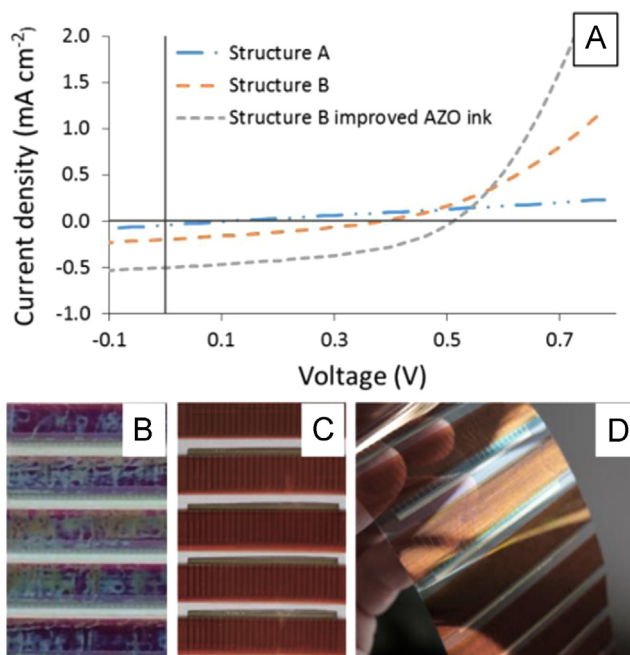 2.0
A
Structure A
1.5
Structure B
1.0
Structure B improved AZO ink
0.5
0.0
-0.5
-1.0
Current density (mA cm-2)
-0.1 0.1 0.3 0.5 0.7
Voltage (V)
B C D